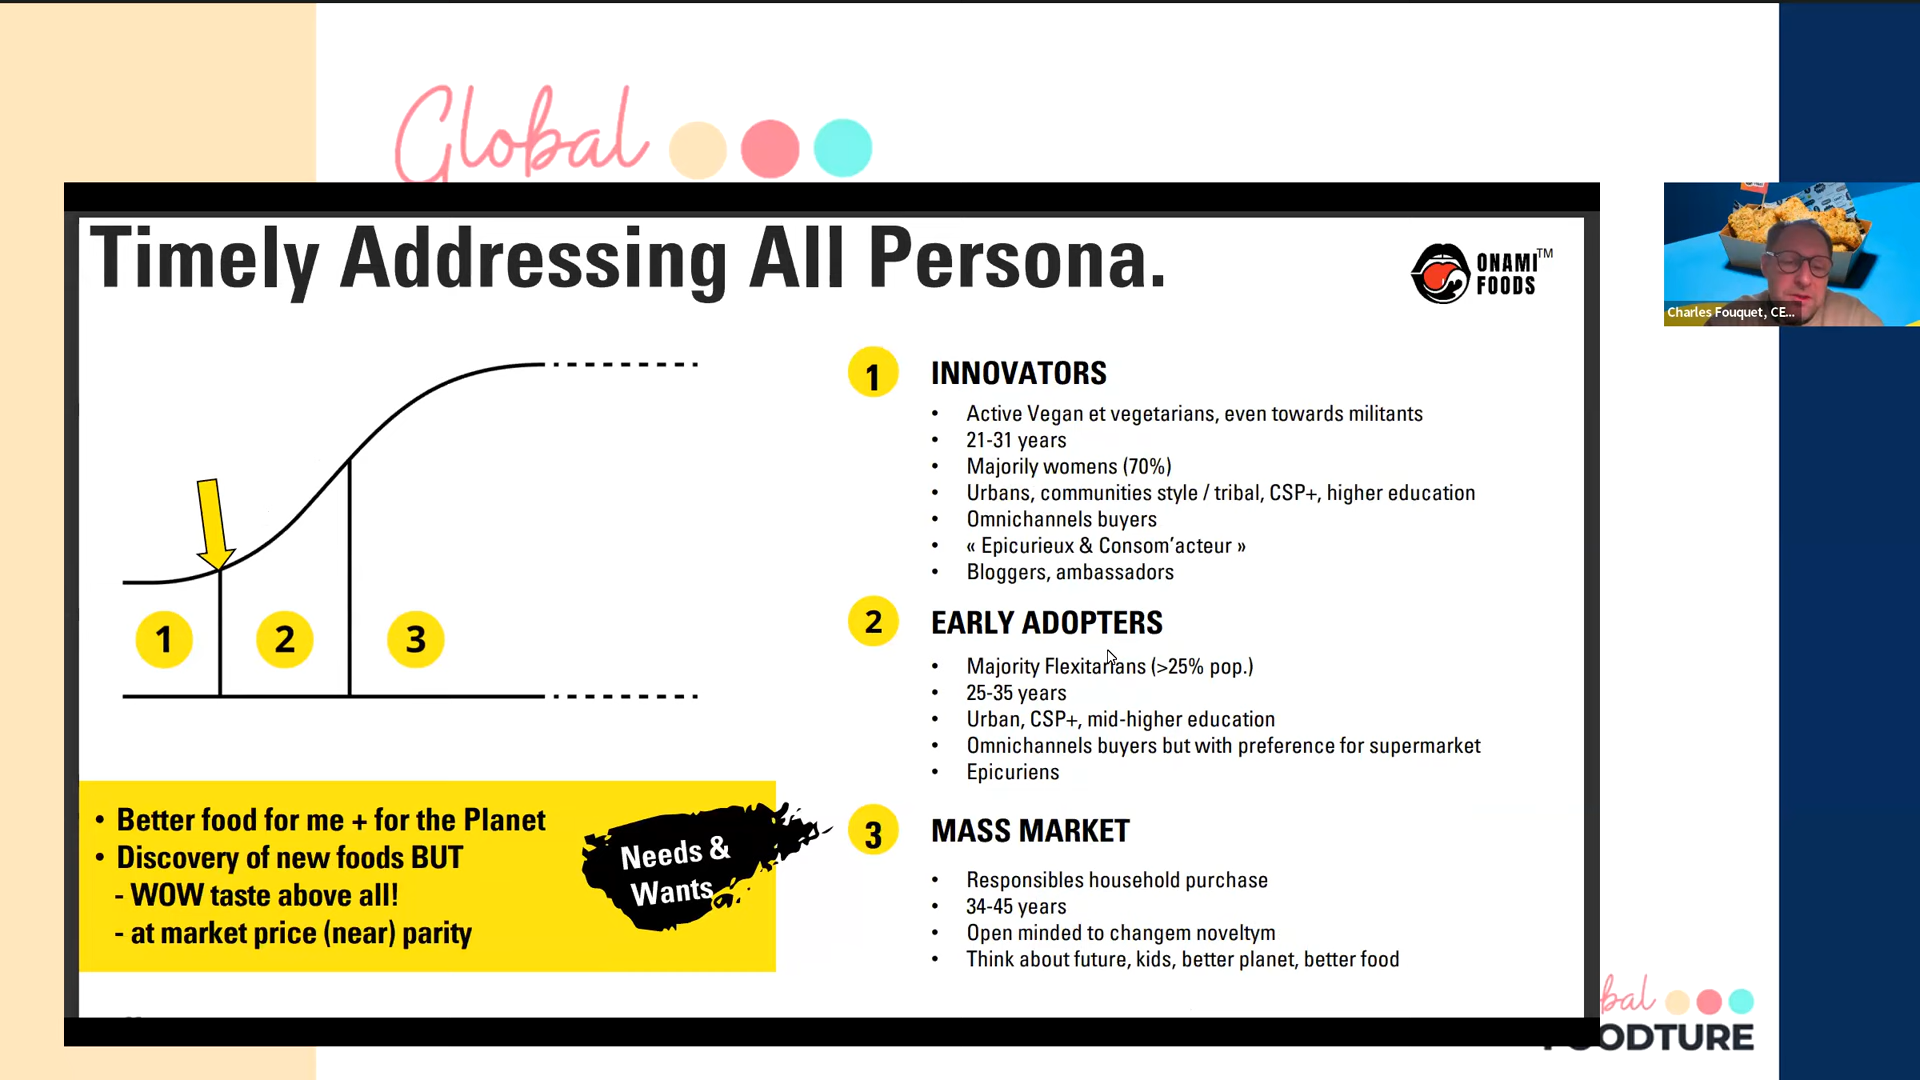 Global
Timely Addressing All Persona.
ONAMI™
FOODS
Charles Fouquet, CE...
1 INNOVATORS
• Active Vegan et vegetarians, even towards militants
• 21-31 years
• Majorily womens (70%)
• Urbans, communities style / tribal, CSP+, higher education
• Omnichannels buyers
• « Epicurieux & Consom'acteur »
• Bloggers, ambassadors
1 2 3
2 EARLY ADOPTERS
• Majority Flexitarians (>25% pop.)
• 25-35 years
• Urban, CSP+, mid-higher education
• Omnichannels buyers but with preference for supermarket
• Epicuriens
• Better food for me + for the Planet
• Discovery of new foods BUT
- WOW taste above all!
- at market price (near) parity
Needs &
Wants
3 MASS MARKET
• Responsibles household purchase
• 34-45 years
• Open minded to changem noveltym
• Think about future, kids, better planet, better food
bal
OODTURE